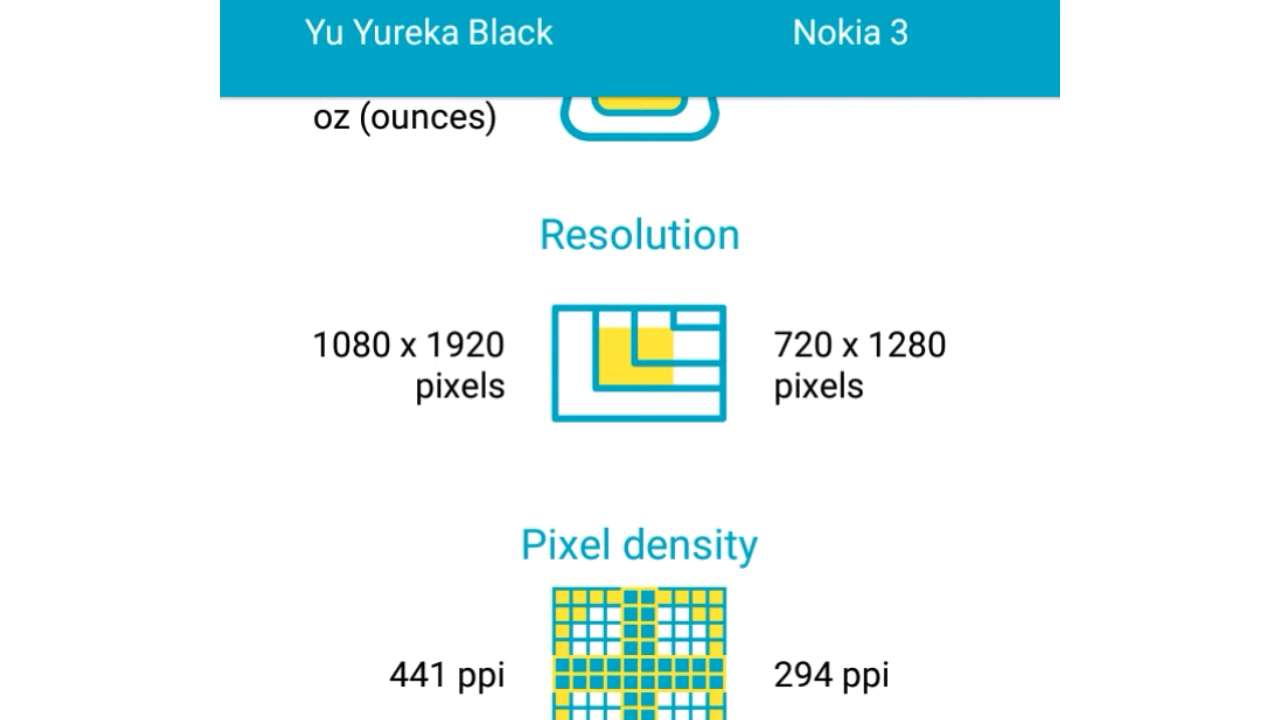 Yu Yureka Black Nokia 3
oz (ounces)
Resolution
1080 x 1920
pixels
720 x 1280
pixels
Pixel density
441 ppi
294 ppi